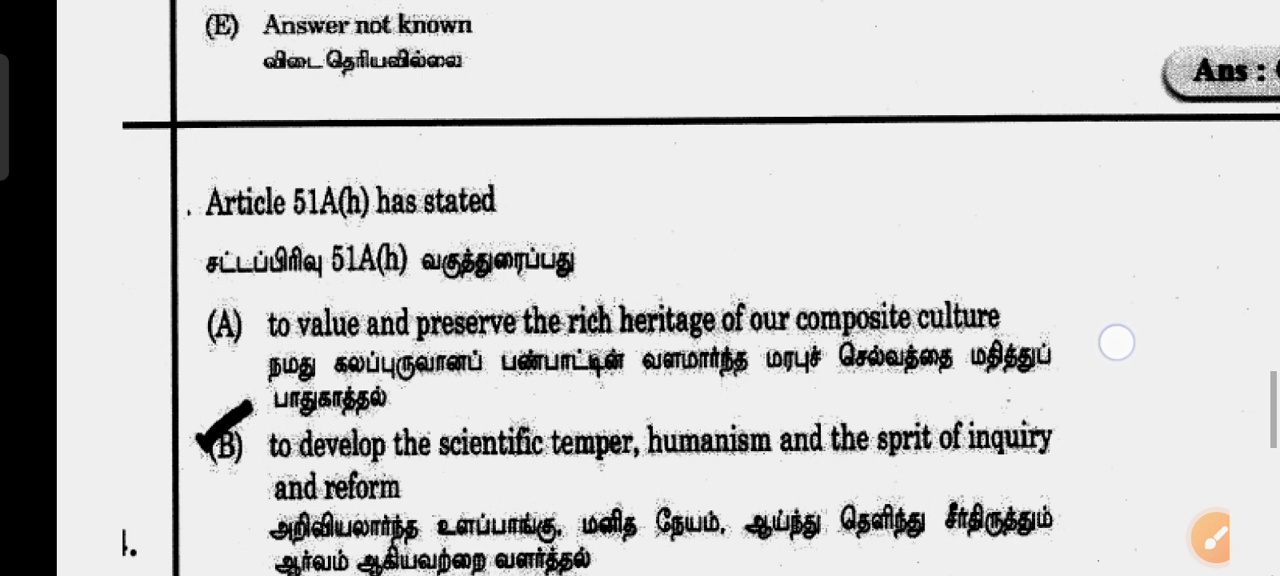 (E) Answer not known
விடை தெரியவில்லை
Ans :
. Article 51A(h) has stated
சட்டப்பிரிவு 51A(h) வகுத்துரைப்பது
(A) to value and preserve the rich heritage of our composite culture
நமது கலப்புருவானப் பண்பாட்டின் வளமார்ந்த மரபுச் செல்வத்தை மதித்துப்
பாதுகாத்தல்
(B) to develop the scientific temper, humanism and the sprit of inquiry
and reform
அறிவியலார்ந்த உளப்பாங்கு, மனித நேயம், ஆய்ந்து தெளிந்து சீர்திருத்தும்
ஆர்வம் ஆகியவற்றை வளர்த்தல்